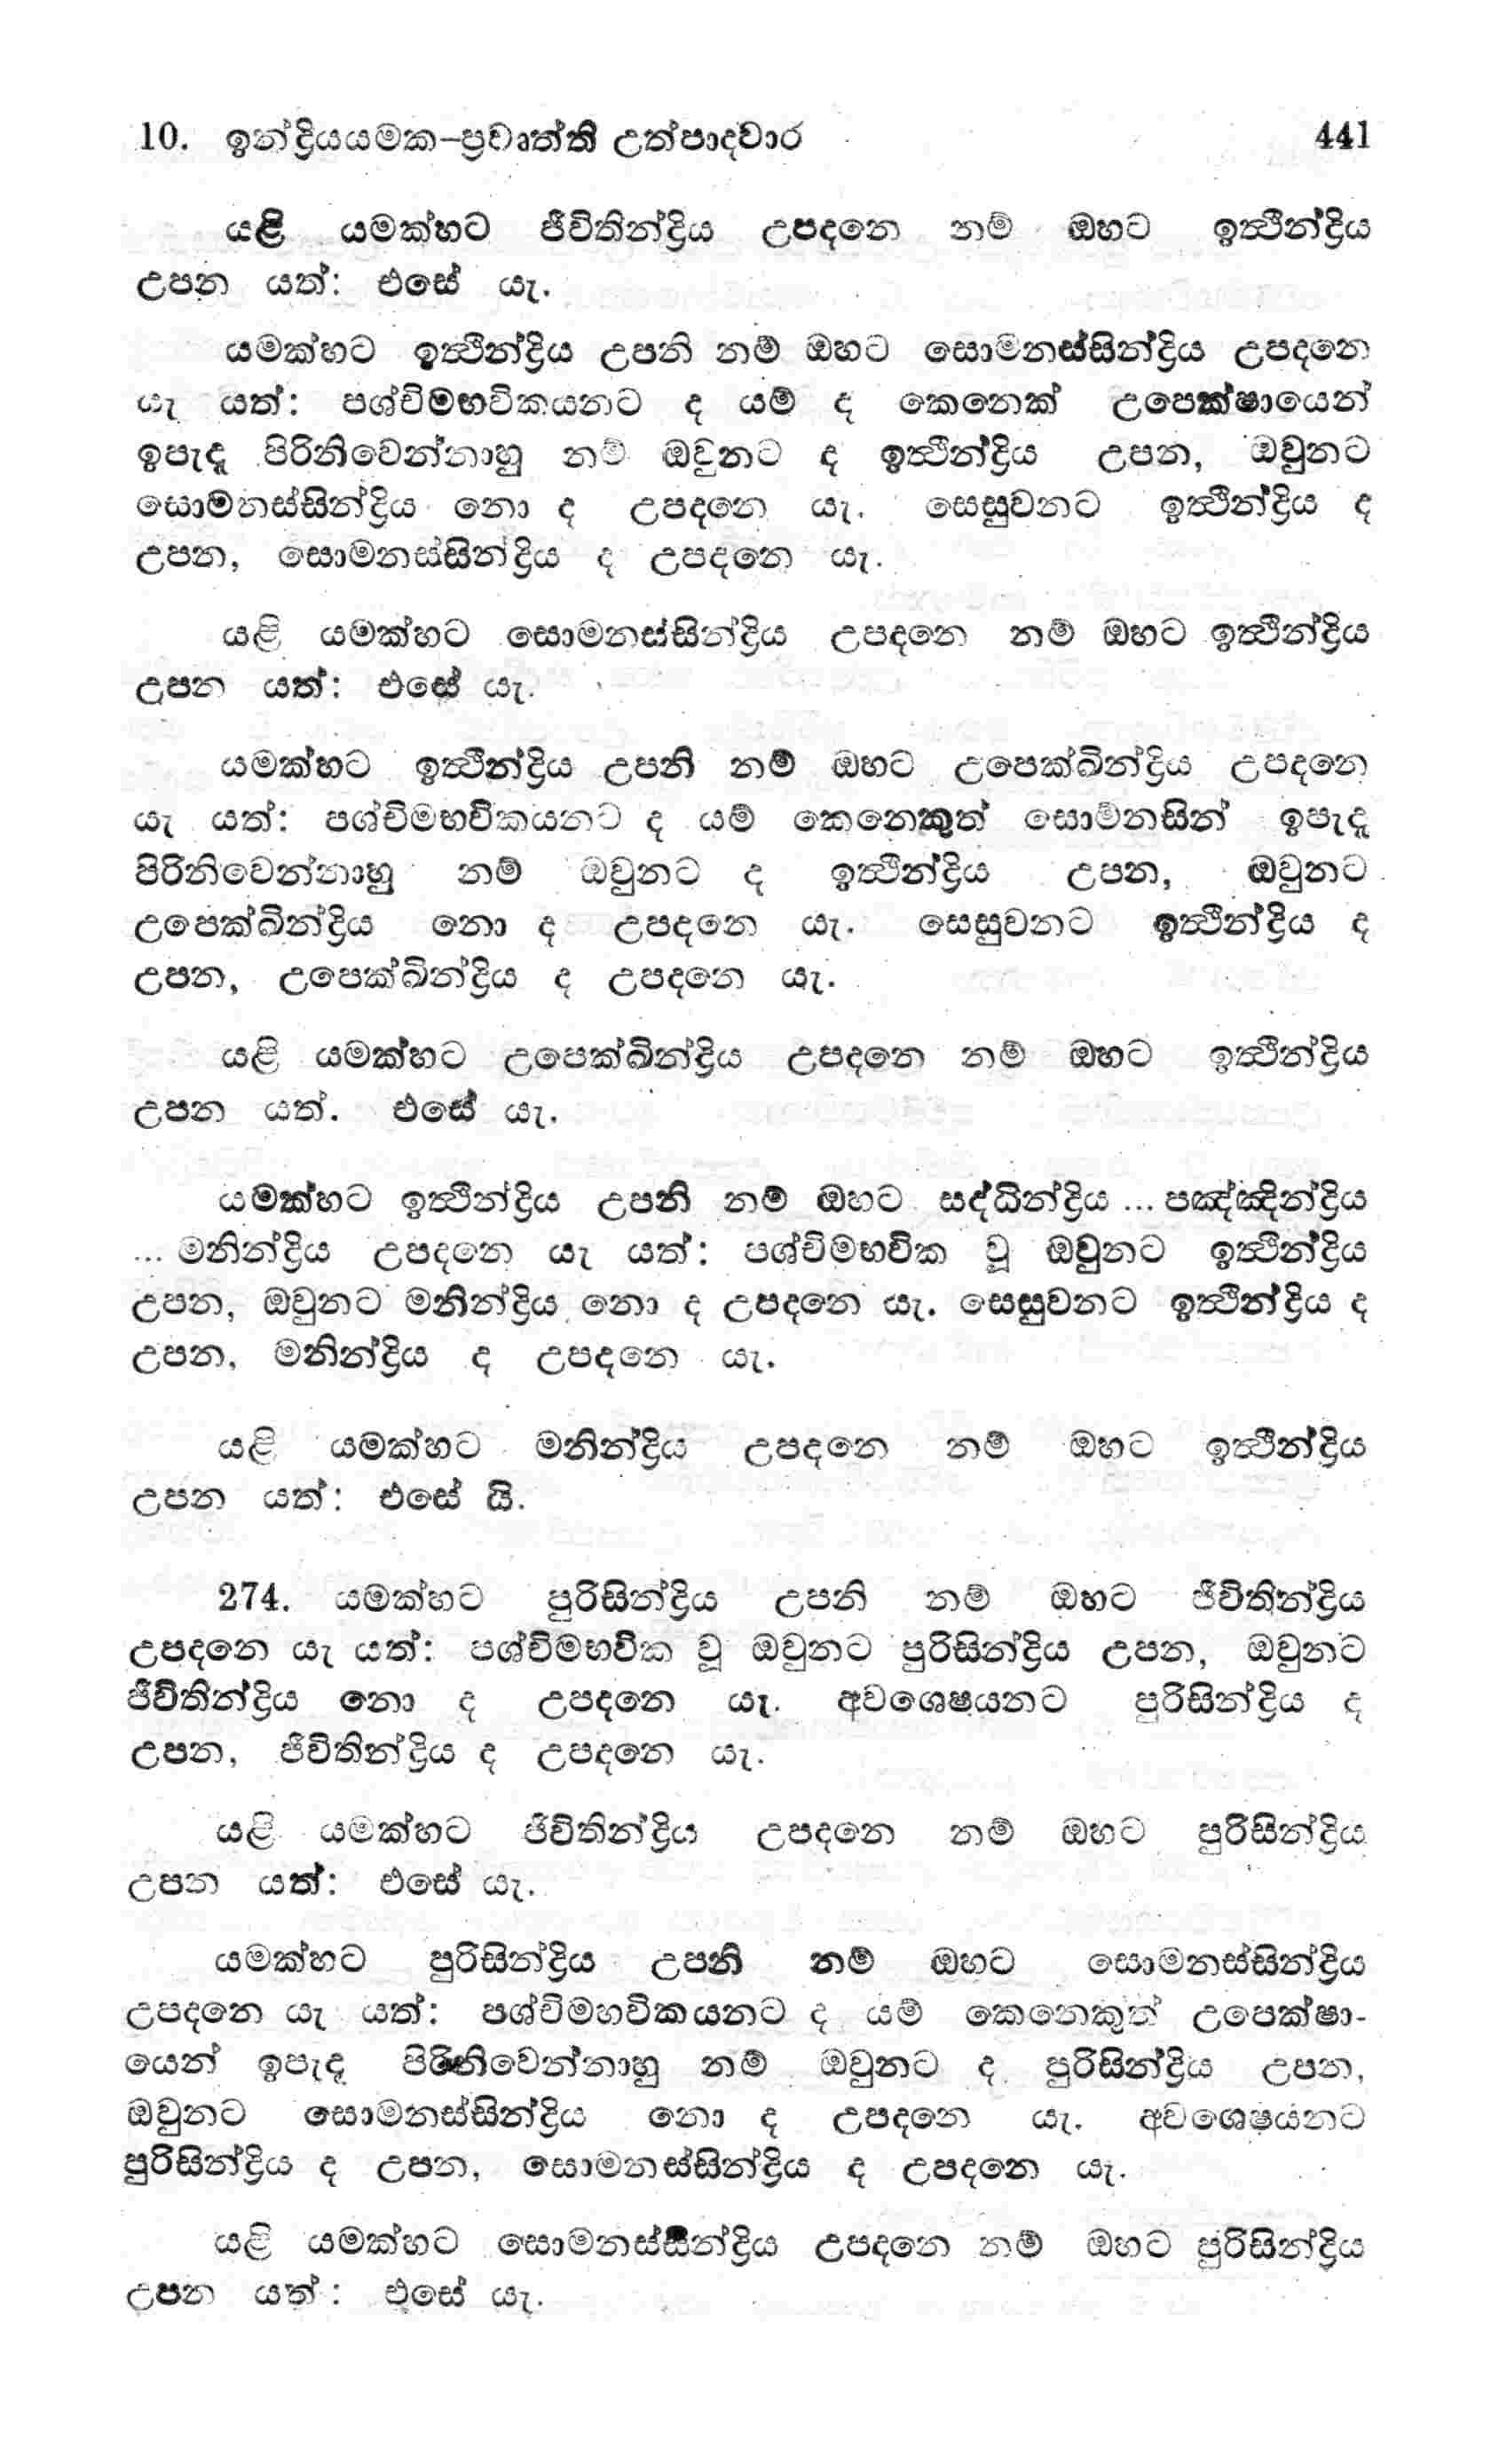 10. ඉන්ද්‍රියයමක-ප්‍රවෘත්ති උත්පාදවාර 441
යළි යමක්හට ජීවිතින්ද්‍රිය උපදනෙ නම් ඔහට ඉත්‍ථින්ද්‍රිය
උපන යත්: එසේ යැ.
යමක්හට ඉත්‍ථින්ද්‍රිය උපනි නම් ඔහට සොමනස්සින්ද්‍රිය උපදනෙ
යැ යත්: පශ්චිමභවිකයනට ද යම් ද කෙනෙක් උපෙක්ෂායෙන්
ඉපැදූ පිරිනිවෙන්නාහු නම් ඔවුනට ද ඉත්‍ථින්ද්‍රිය උපන, ඔවුනට
සොමනස්සින්ද්‍රිය නො ද උපදනෙ යැ. සෙසුවනට ඉත්‍ථින්ද්‍රිය ද
උපන, සොමනස්සින්ද්‍රිය ද උපදනෙ යැ.
යළි යමක්හට සොමනස්සින්ද්‍රිය උපදනෙ නම් ඔහට ඉත්‍ථින්ද්‍රිය
උපන යත්: එසේ යැ.
යමක්හට ඉත්‍ථින්ද්‍රිය උපනි නම් ඔහට උපෙක්ඛින්ද්‍රිය උපදනෙ
යැ යත්: පශ්චිමභවිකයනට ද යම් කෙනෙකුත් සොම්නසින් ඉපැදූ
පිරිනිවෙන්නාහු නම් ඔවුනට ද ඉත්‍ථින්ද්‍රිය උපන, ඔවුනට
උපෙක්ඛින්ද්‍රිය නො ද උපදනෙ යැ. සෙසුවනට ඉත්‍ථින්ද්‍රිය ද
උපන, උපෙක්ඛින්ද්‍රිය ද උපදනෙ යැ.
යළි යමක්හට උපෙක්ඛින්ද්‍රිය උපදනෙ නම් ඔහට ඉත්‍ථින්ද්‍රිය
උපන යත්. එසේ යැ.
යමක්හට ඉත්‍ථින්ද්‍රිය උපනි නම් ඔහට සද්ධින්ද්‍රිය ... පඤ්ඤින්ද්‍රිය
... මනින්ද්‍රිය උපදනෙ යැ යත්: පශ්චිමභවික වූ ඔවුනට ඉත්‍ථින්ද්‍රිය
උපන, ඔවුනට මනින්ද්‍රිය නො ද උපදනෙ යැ. සෙසුවනට ඉත්‍ථින්ද්‍රිය ද
උපන, මනින්ද්‍රිය ද උපදනෙ යැ.
යළි යමක්හට මනින්ද්‍රිය උපදනෙ නම් ඔහට ඉත්‍ථින්ද්‍රිය
උපන යත්: එසේ යි.
274. යමක්හට පුරිසින්ද්‍රිය උපනි නම් ඔහට ජීවිතින්ද්‍රිය
උපදනෙ යැ යත්: පශ්චිමභවික වූ ඔවුනට පුරිසින්ද්‍රිය උපන, ඔවුනට
ජීවිතින්ද්‍රිය නො ද උපදනෙ යැ. අවශෙෂයනට පුරිසින්ද්‍රිය ද
උපන, ජීවිතින්ද්‍රිය ද උපදනෙ යැ.
යළි යමක්හට ජීවිතින්ද්‍රිය උපදනෙ නම් ඔහට පුරිසින්ද්‍රිය
උපන යත්: එසේ යැ.
යමක්හට පුරිසින්ද්‍රිය උපනි නම් ඔහට සොමනස්සින්ද්‍රිය
උපදනෙ යැ යත්: පශ්චිමභවිකයනට ද යම් කෙනෙකුත් උපෙක්ෂා-
යෙන් ඉපැදූ පිරිනිවෙන්නාහු නම් ඔවුනට ද පුරිසින්ද්‍රිය උපන,
ඔවුනට සොමනස්සින්ද්‍රිය නො ද උපදනෙ යැ. අවශෙෂයනට
පුරිසින්ද්‍රිය ද උපන, සොමනස්සින්ද්‍රිය ද උපදනෙ යැ.
යළි යමක්හට සොමනස්සින්ද්‍රිය උපදනෙ නම් ඔහට පුරිසින්ද්‍රිය
උපන යත්: එසේ යැ.